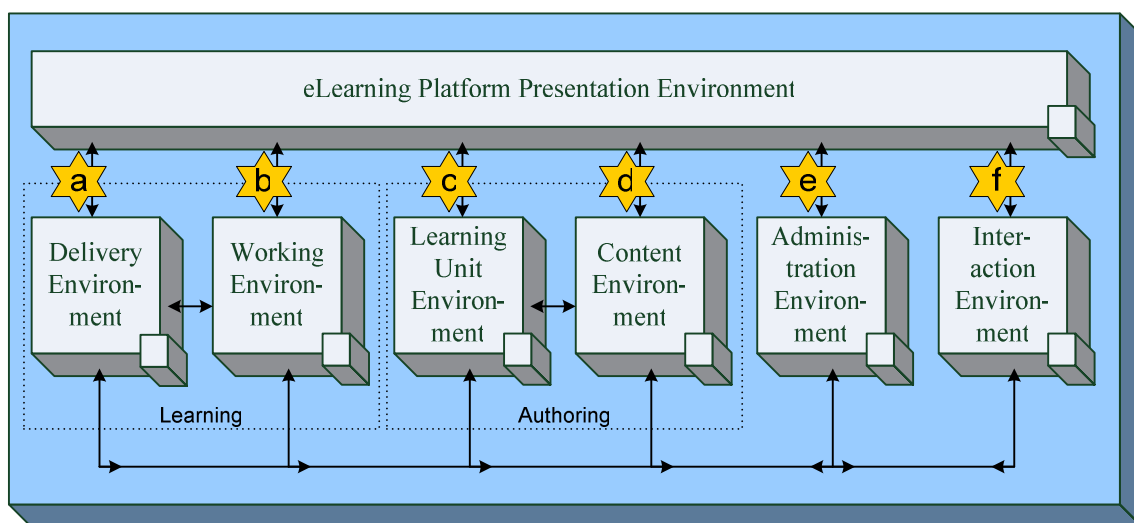 eLearning Platform Presentation Environment
a
b
c
d
e
f
Delivery
Environ-
ment
Working
Environ-
ment
Learning
Unit
Environ-
ment
Content
Environ-
ment
Adminis-
tration
Environ-
ment
Inter-
action
Environ-
ment
Learning
Authoring